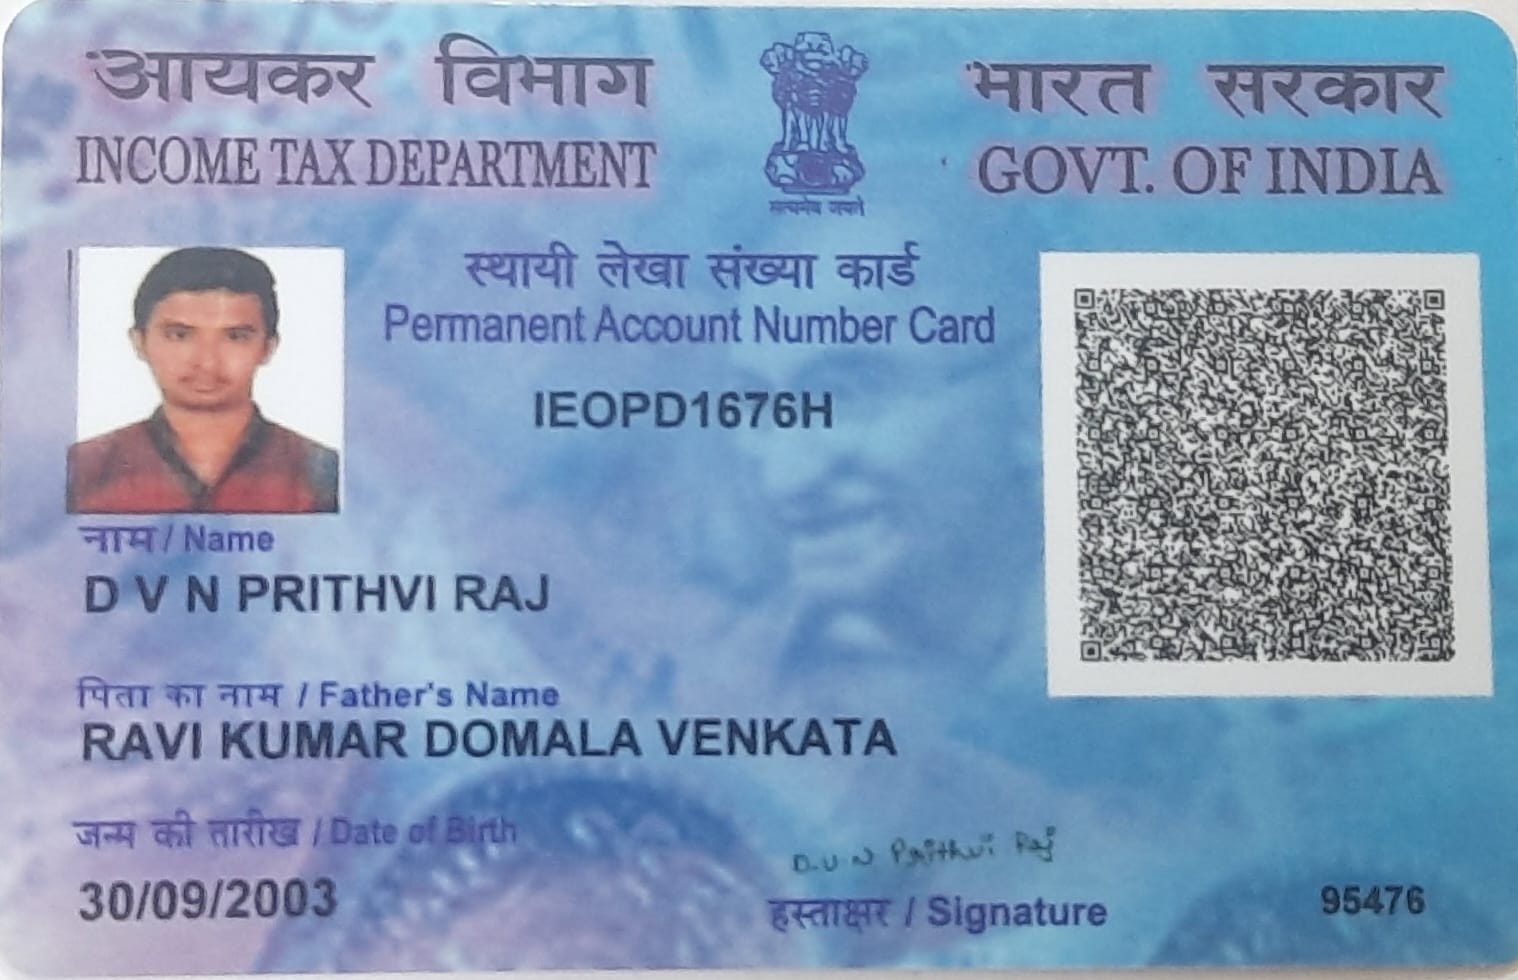 आयकर विभाग
INCOME TAX DEPARTMENT
सत्यमेव जयते
भारत सरकार
GOVT. OF INDIA
स्थायी लेखा संख्या कार्ड
Permanent Account Number Card
IEOPD1676H
नाम / Name
D V N PRITHVI RAJ
पिता का नाम / Father's Name
RAVI KUMAR DOMALA VENKATA
जन्म की तारीख / Date of Birth
30/09/2003
D.V N Prithvi Raj
हस्ताक्षर / Signature
95476